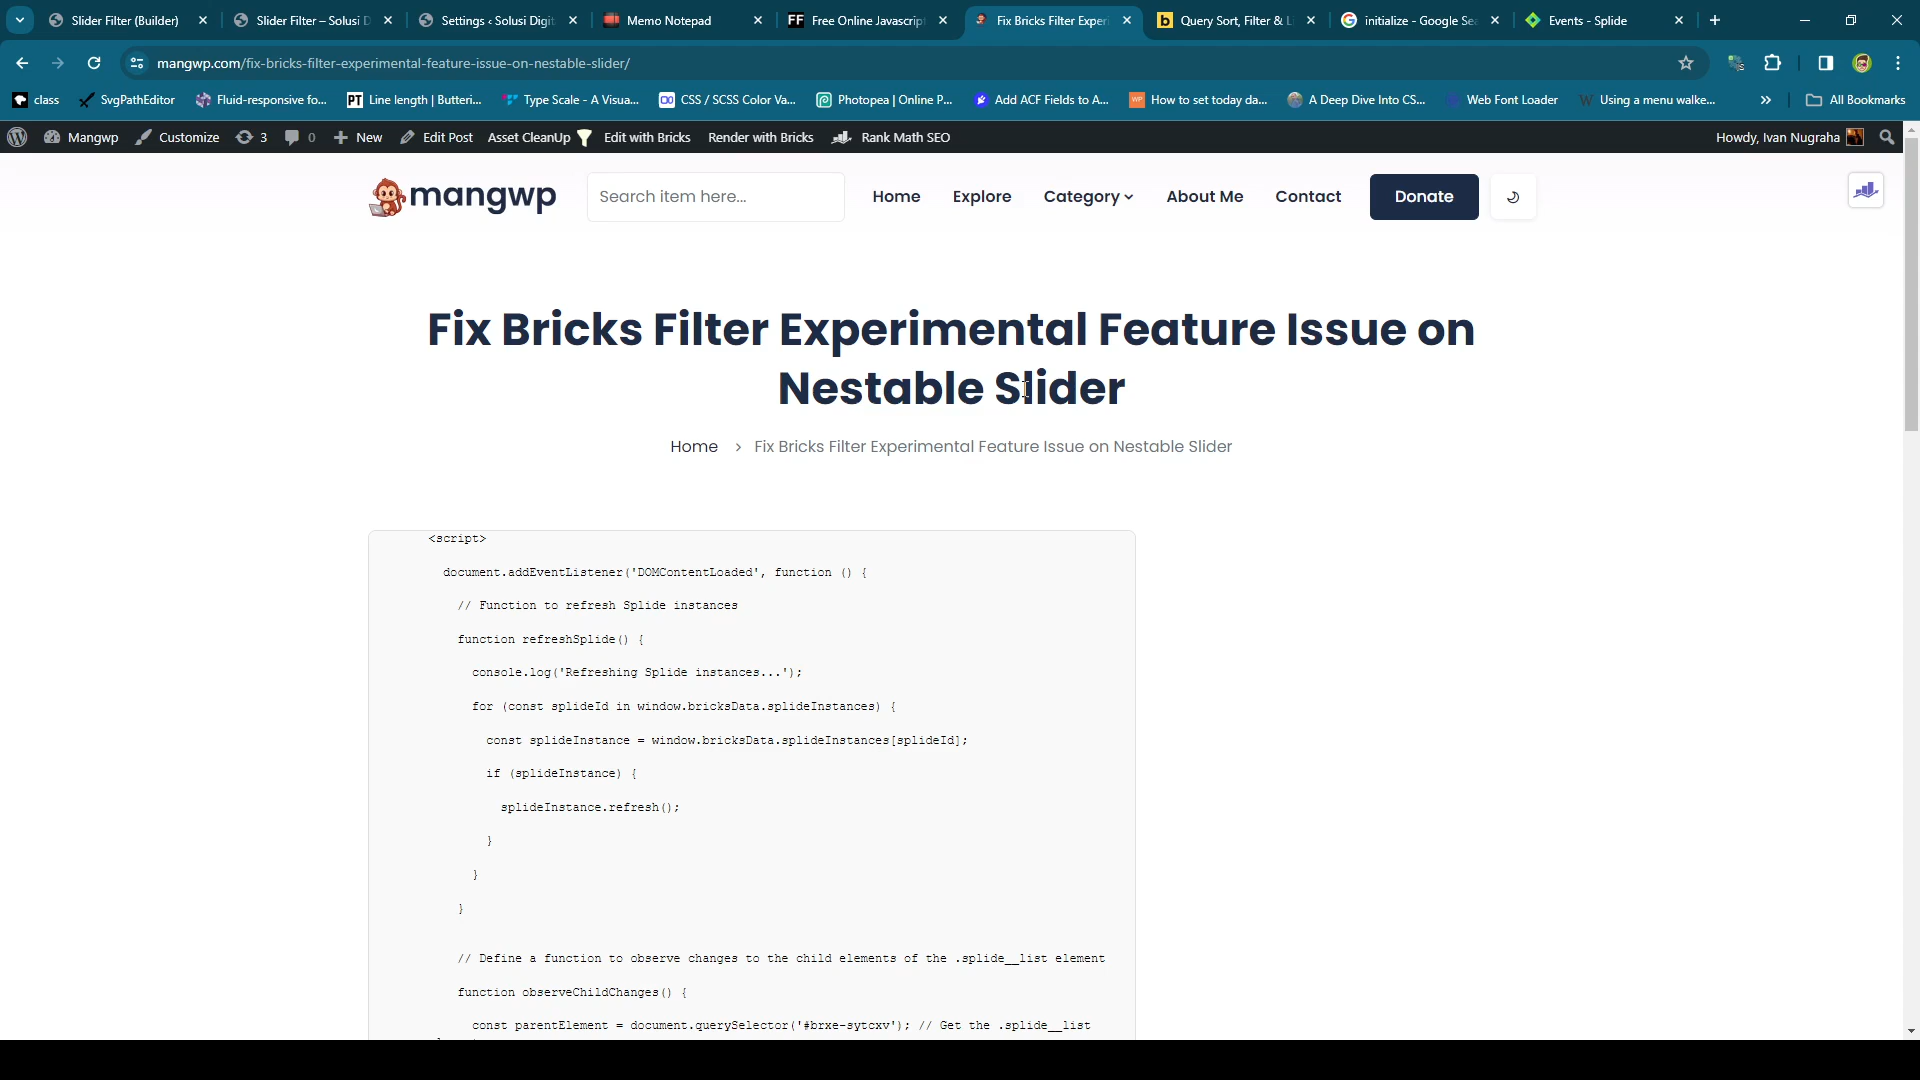 Slider Filter (Builder)
Slider Filter – Solusi D
Settings ‹ Solusi Digit
Memo Notepad
FF Free Online Javascrip
Fix Bricks Filter Experi
b Query Sort, Filter & Li
initialize - Google Se
Events - Splide
mangwp.com/fix-bricks-filter-experimental-feature-issue-on-nestable-slider/
class
SvgPathEditor
Fluid-responsive fo...
PT Line length | Butteri...
Type Scale - A Visua...
CSS / SCSS Color Va...
Photopea | Online P...
Add ACF Fields to A...
WP How to set today da...
A Deep Dive Into CS...
Web Font Loader
W Using a menu walke...
» All Bookmarks
Mangwp
Customize
3
0
New
Edit Post
Asset CleanUp
Edit with Bricks
Render with Bricks
Rank Math SEO
Howdy, Ivan Nugraha
mangwp
Search item here...
Home
Explore
Category
About Me
Contact
Donate
Fix Bricks Filter Experimental Feature Issue on
Nestable Slider
Home > Fix Bricks Filter Experimental Feature Issue on Nestable Slider
<script>
document.addEventListener('DOMContentLoaded', function () {
// Function to refresh Splide instances
function refreshSplide() {
console.log('Refreshing Splide instances...');
for (const splideId in window.bricksData.splideInstances) {
const splideInstance = window.bricksData.splideInstances[splideId];
if (splideInstance) {
splideInstance.refresh();
}
}
}
// Define a function to observe changes to the child elements of the .splide__list element
function observeChildChanges() {
const parentElement = document.querySelector('#brxe-sytcxv'); // Get the .splide__list